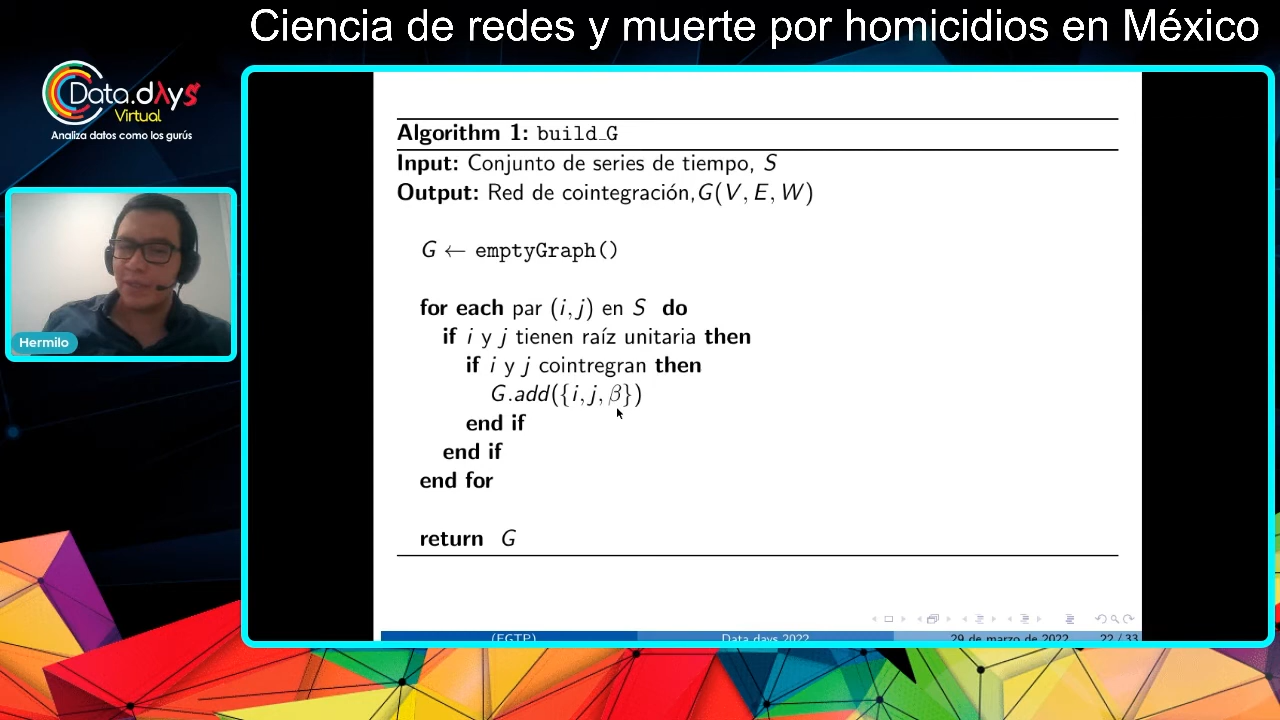 Ciencia de redes y muerte por homicidios en México
Data.dAys
Virtual
Analiza datos como los gurús
Hermilo
Algorithm 1: build_G
Input: Conjunto de series de tiempo, S
Output: Red de cointegración,G(V, E, W)
G ← emptyGraph()
for each par (i, j) en S do
if i y j tienen raíz unitaria then
if i y j cointregran then
G.add({i, j, β})
end if
end if
end for
return G
(EGTP) Data days 2022 29 de marzo de 2022 22 / 33